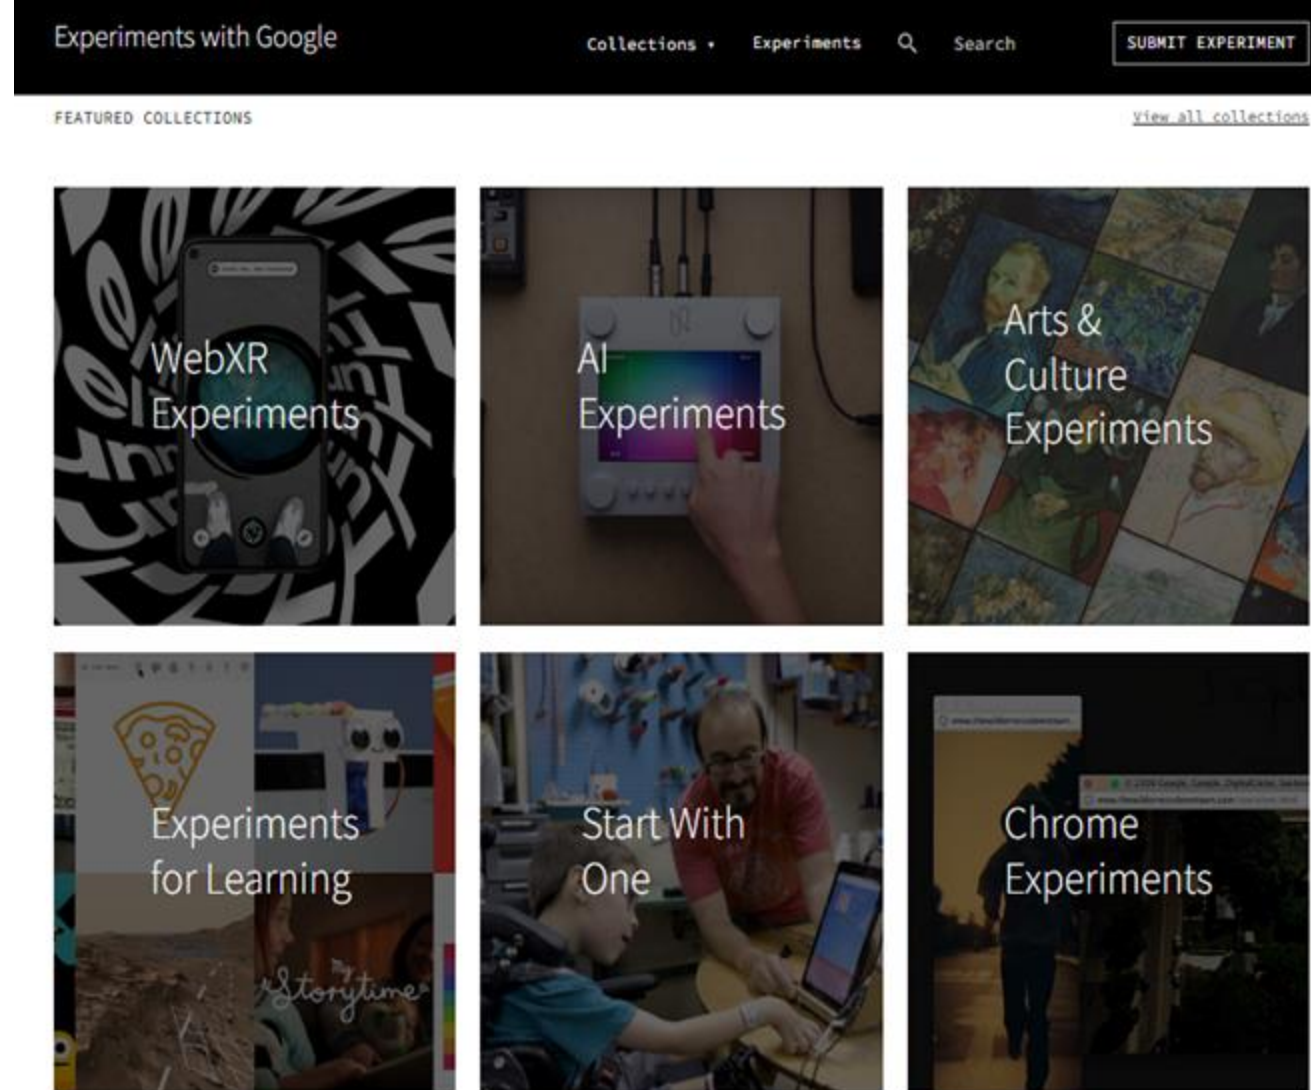 Experiments with Google
Collections
Experiments
Search
SUBMIT EXPERIMENT
FEATURED COLLECTIONS
View all collections
WebXR
Experiments
AI
Experiments
Arts &
Culture
Experiments
Experiments
for Learning
My
Storytime
Start With
One
Chrome
Experiments